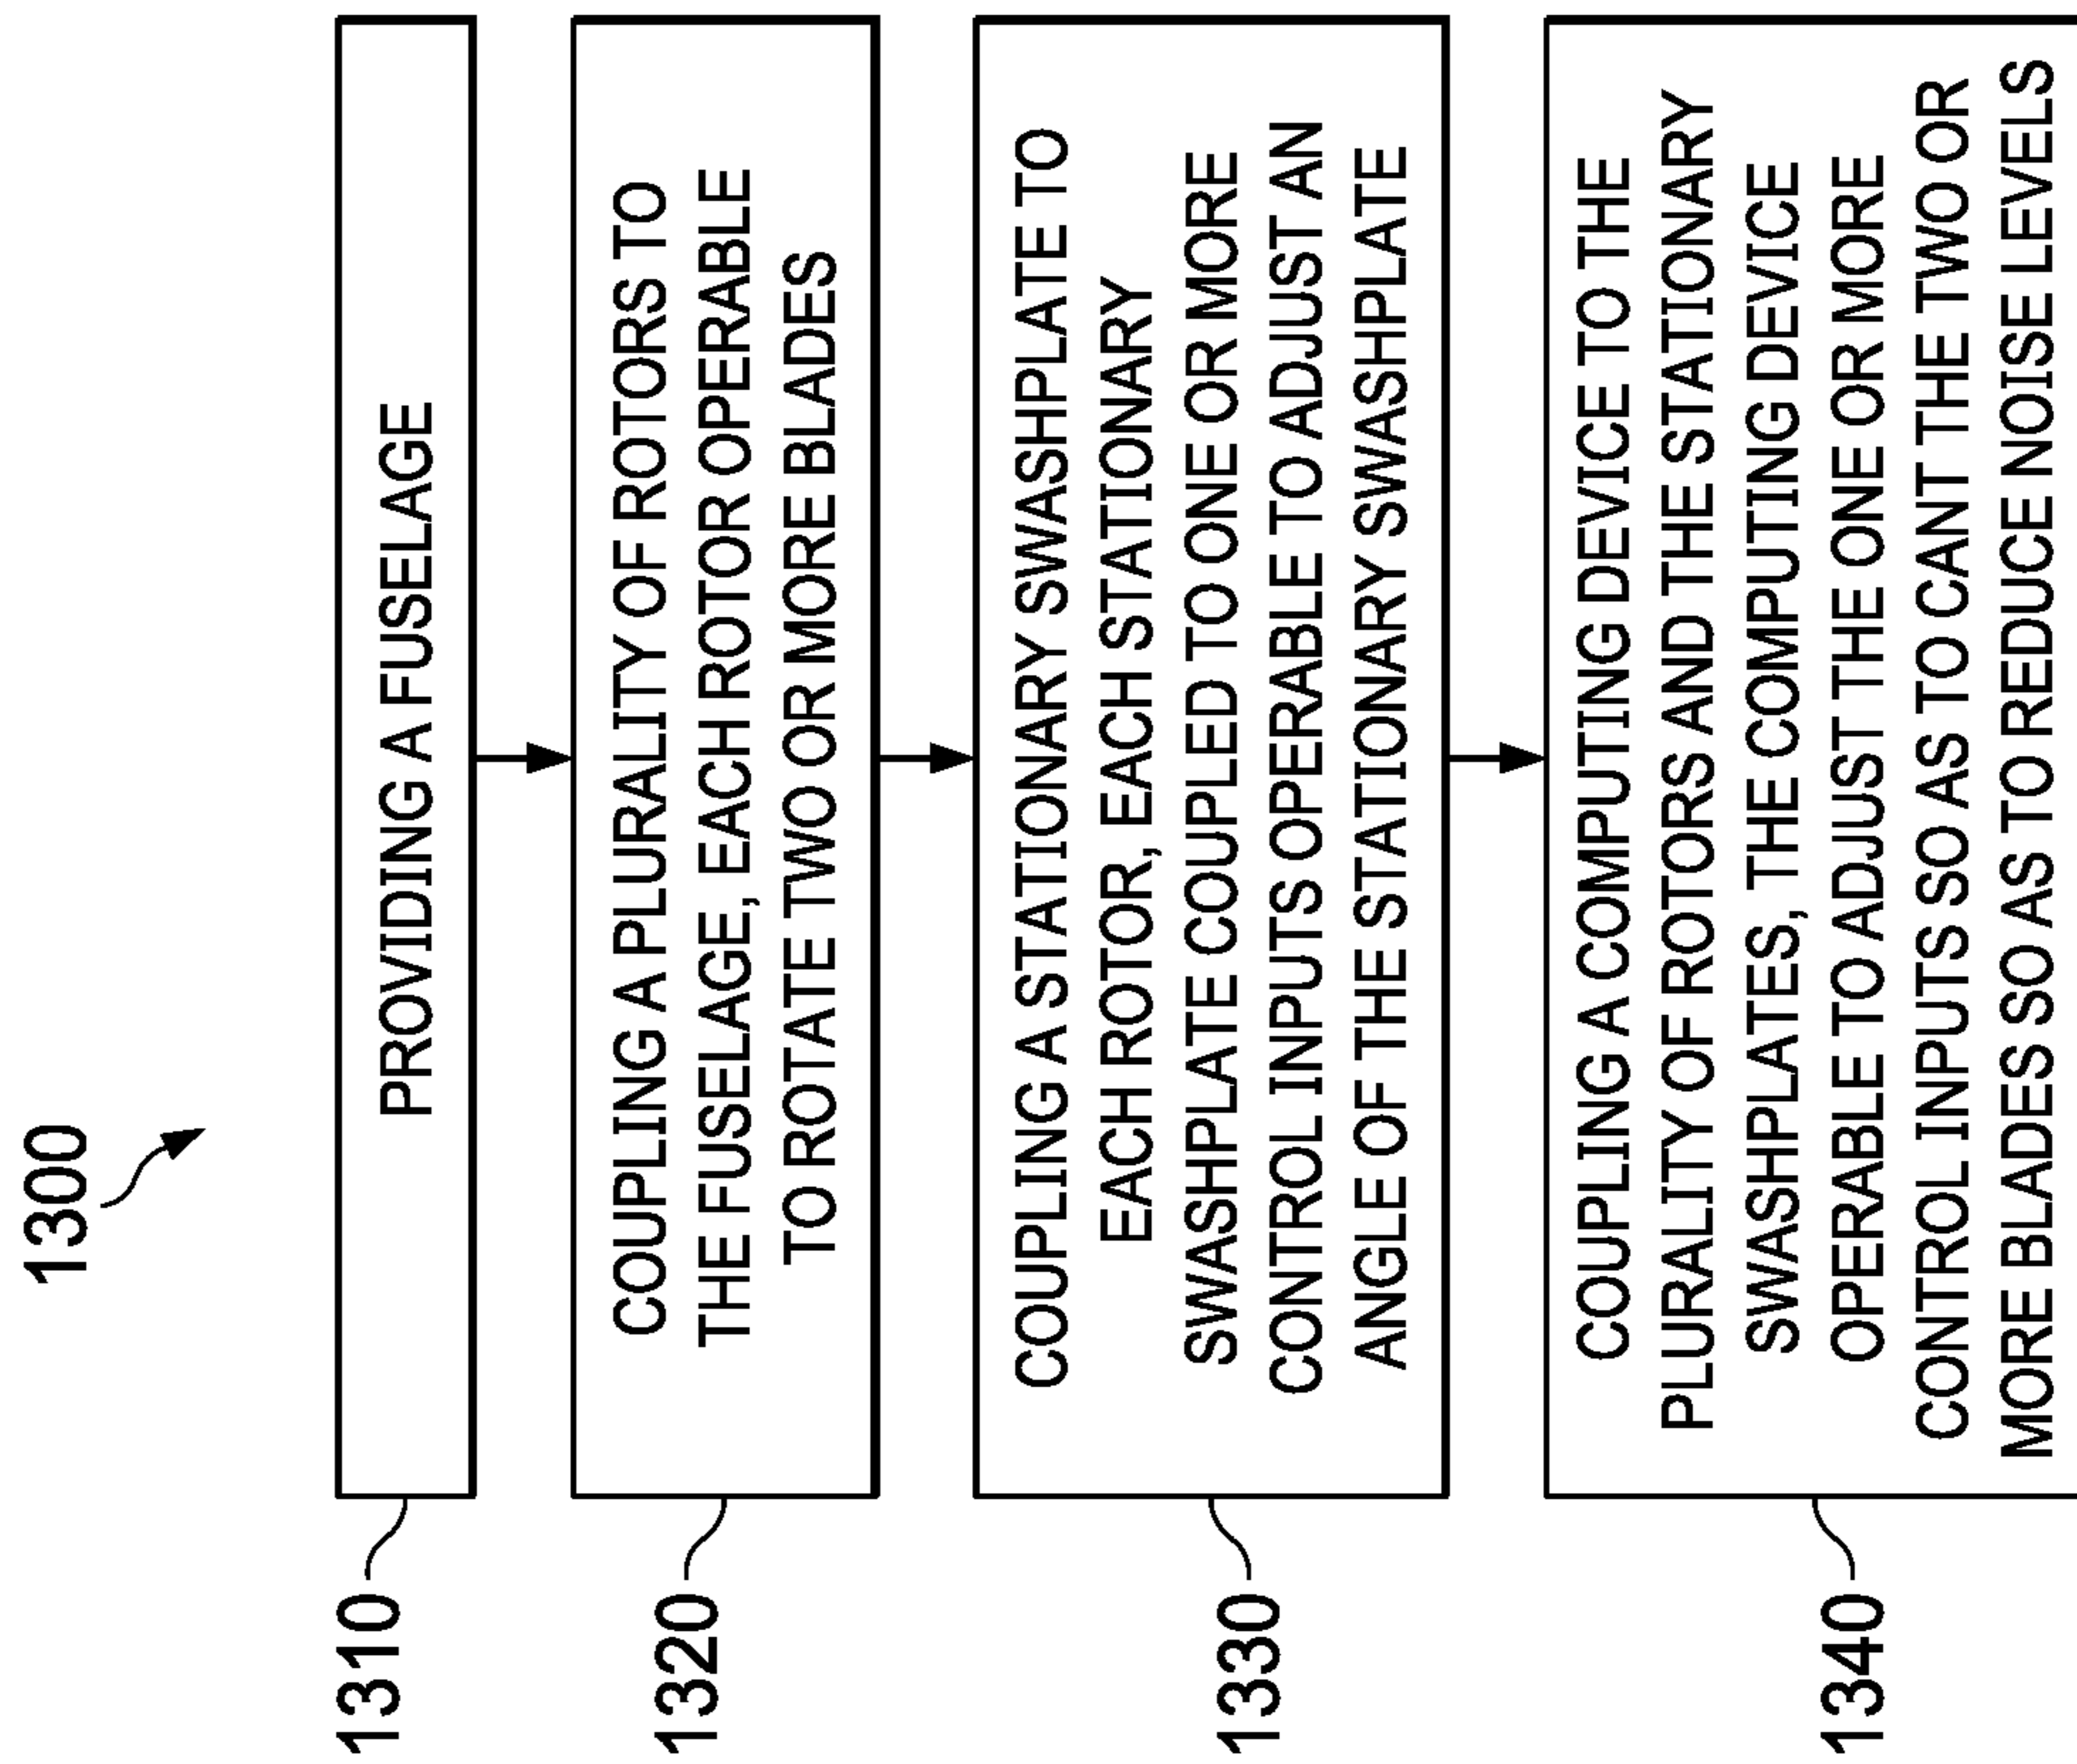 1300
1310
PROVIDING A FUSELAGE
1320
COUPLING A PLURALITY OF ROTORS TO
THE FUSELAGE, EACH ROTOR OPERABLE
TO ROTATE TWO OR MORE BLADES
1330
COUPLING A STATIONARY SWASHPLATE TO
EACH ROTOR, EACH STATIONARY
SWASHPLATE COUPLED TO ONE OR MORE
CONTROL INPUTS OPERABLE TO ADJUST AN
ANGLE OF THE STATIONARY SWASHPLATE
1340
COUPLING A COMPUTING DEVICE TO THE
PLURALITY OF ROTORS AND THE STATIONARY
SWASHPLATES, THE COMPUTING DEVICE
OPERABLE TO ADJUST THE ONE OR MORE
CONTROL INPUTS SO AS TO CANT THE TWO OR
MORE BLADES SO AS TO REDUCE NOISE LEVELS